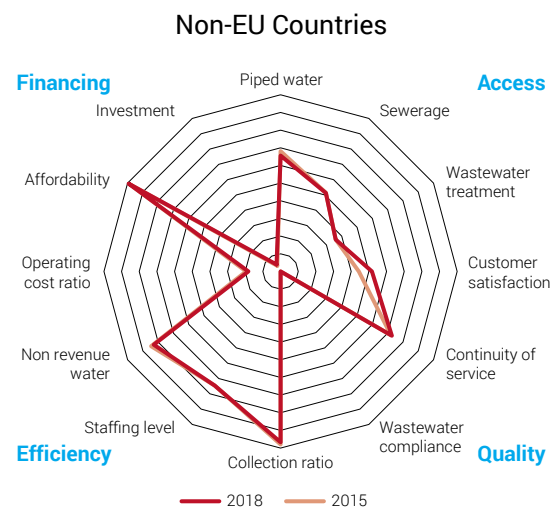 Non-EU Countries
Financing
Access
Piped water
Investment
Sewerage
Affordability
Wastewater
treatment
Operating
cost ratio
Customer
satisfaction
Non revenue
water
Continuity of
service
Staffing level
Wastewater
compliance
Efficiency
Collection ratio
Quality
2018
2015